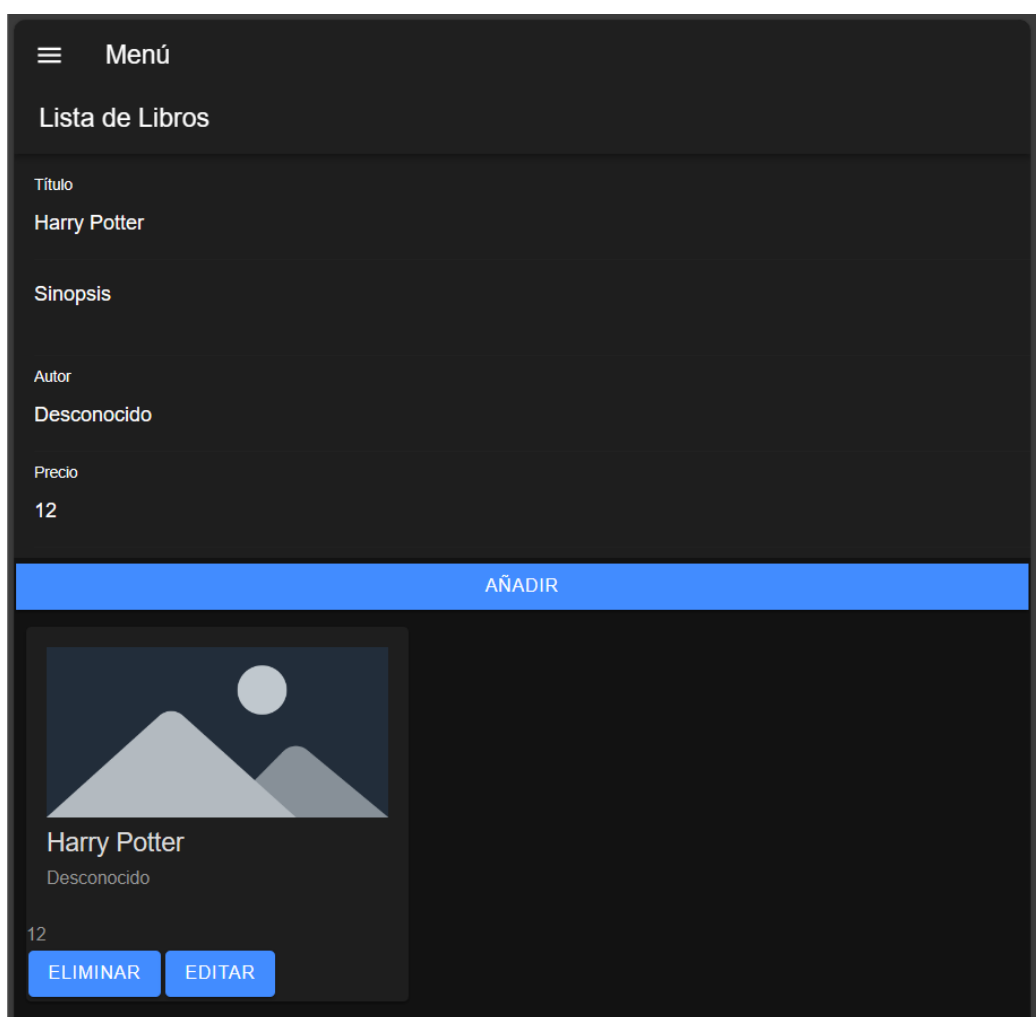 Menú
Lista de Libros
Título
Harry Potter
Sinopsis
Autor
Desconocido
Precio
12
AÑADIR
Harry Potter
Desconocido
12
ELIMINAR EDITAR